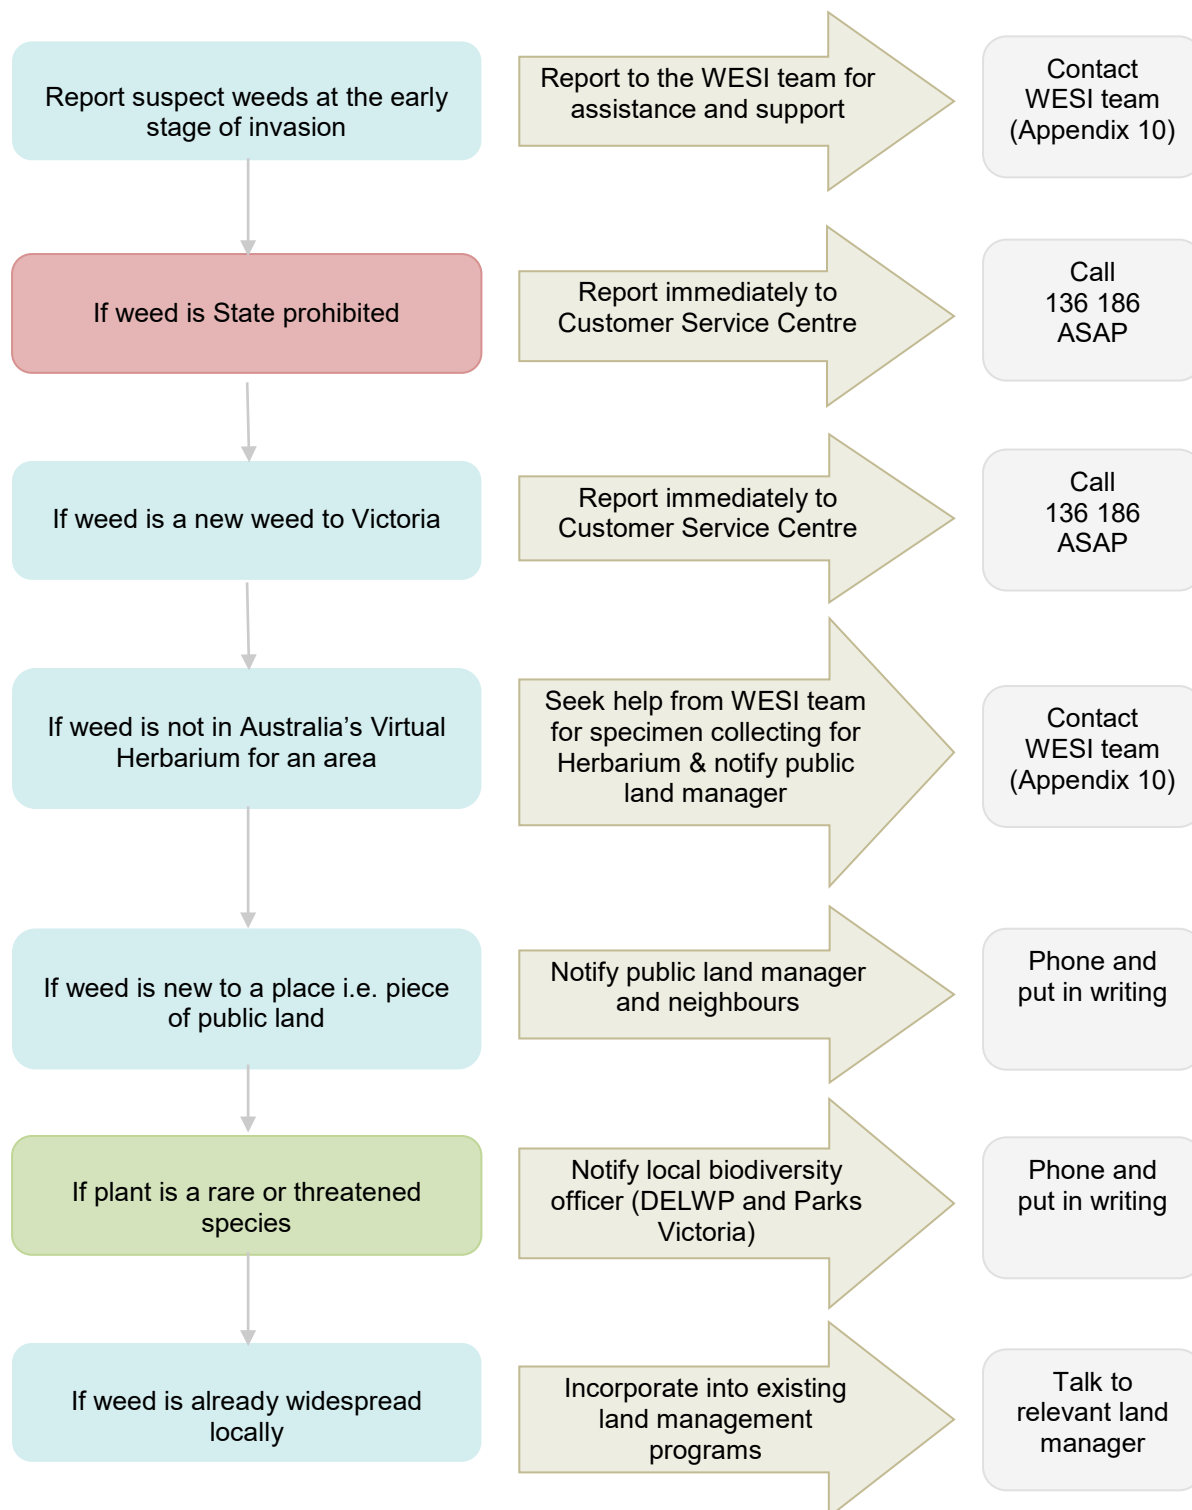 Report suspect weeds at the early
stage of invasion
Report to the WESI team for
assistance and support
Contact
WESI team
(Appendix 10)
If weed is State prohibited
Report immediately to
Customer Service Centre
Call
136 186
ASAP
If weed is a new weed to Victoria
Report immediately to
Customer Service Centre
Call
136 186
ASAP
If weed is not in Australia’s Virtual
Herbarium for an area
Seek help from WESI team
for specimen collecting for
Herbarium & notify public
land manager
Contact
WESI team
(Appendix 10)
If weed is new to a place i.e. piece
of public land
Notify public land manager
and neighbours
Phone and
put in writing
If plant is a rare or threatened
species
Notify local biodiversity
officer (DELWP and Parks
Victoria)
Phone and
put in writing
If weed is already widespread
locally
Incorporate into existing
land management
programs
Talk to
relevant land
manager